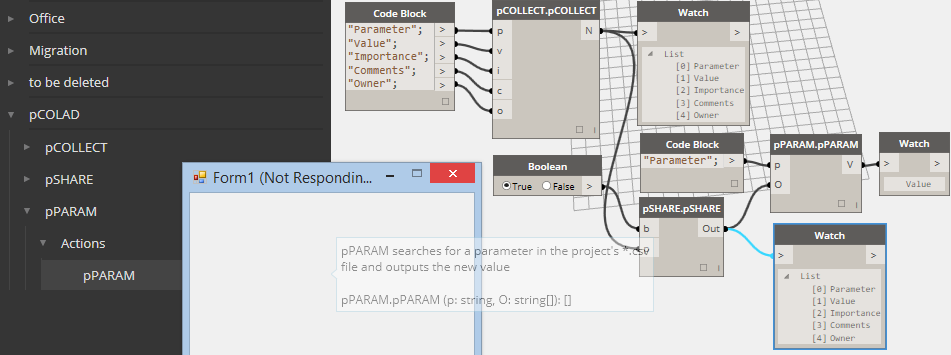 Office
Migration
to be deleted
pCOLAD
pCOLLECT
pSHARE
pPARAM
Actions
pPARAM
Form1 (Not Respondin...
pPARAM searches for a parameter in the project's *.csv
file and outputs the new value
pPARAM.pPARAM (p: string, O: string[]): []
Code Block
"Parameter"; >
"Value"; >
"Importance"; >
"Comments"; >
"Owner"; >
pCOLLECT.pCOLLECT
p N
v
i
c
o
Watch
> >
List
[0] Parameter
[1] Value
[2] Importance
[3] Comments
[4] Owner
Boolean
True False >
Code Block
"Parameter"; >
pPARAM.pPARAM
p V
O
Watch
> >
Value
pSHARE.pSHARE
b Out
Watch
> >
List
[0] Parameter
[1] Value
[2] Importance
[3] Comments
[4] Owner